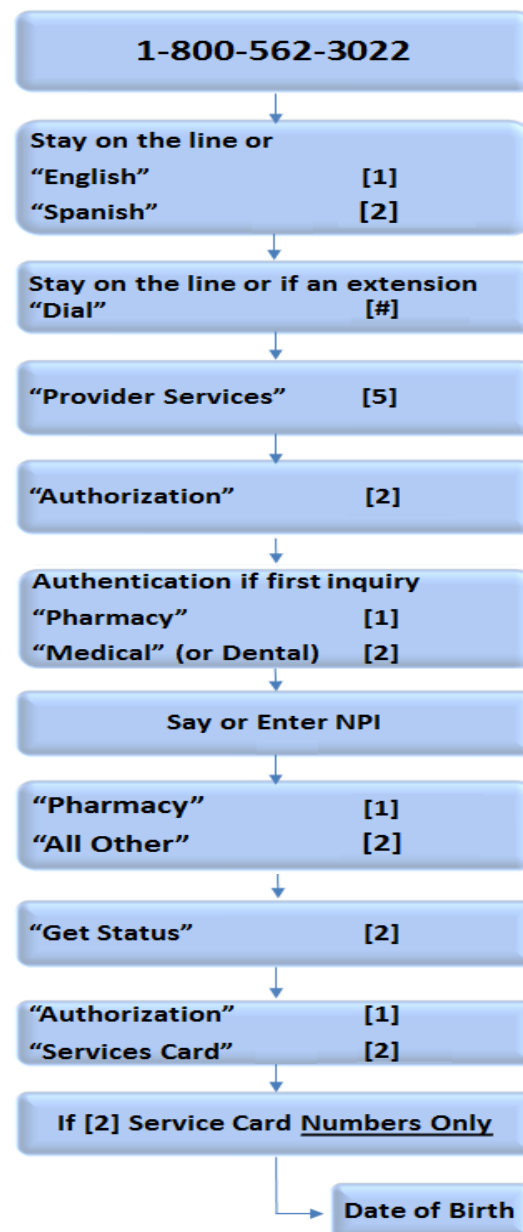 1-800-562-3022
Stay on the line or
“English” [1]
“Spanish” [2]
Stay on the line or if an extension
“Dial” [#]
“Provider Services” [5]
“Authorization” [2]
Authentication if first inquiry
“Pharmacy” [1]
“Medical” (or Dental) [2]
Say or Enter NPI
“Pharmacy” [1]
“All Other” [2]
“Get Status” [2]
“Authorization” [1]
“Services Card” [2]
If [2] Service Card Numbers Only
Date of Birth